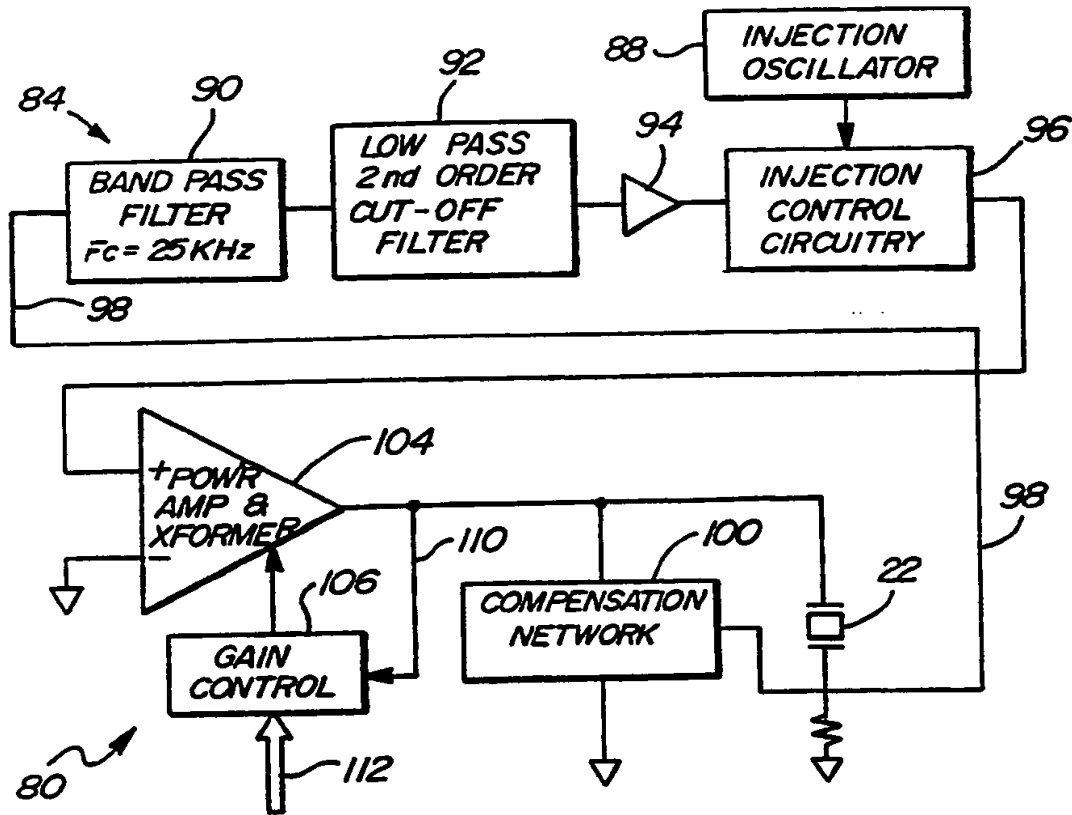 88
INJECTION
OSCILLATOR
84
90
92
94
96
BAND PASS
FILTER
Fc = 25 KHz
LOW PASS
2nd ORDER
CUT-OFF
FILTER
INJECTION
CONTROL
CIRCUITRY
98
104
+ POWR
AMP &
XFORMER
−
110
100
98
106
22
COMPENSATION
NETWORK
GAIN
CONTROL
80
112